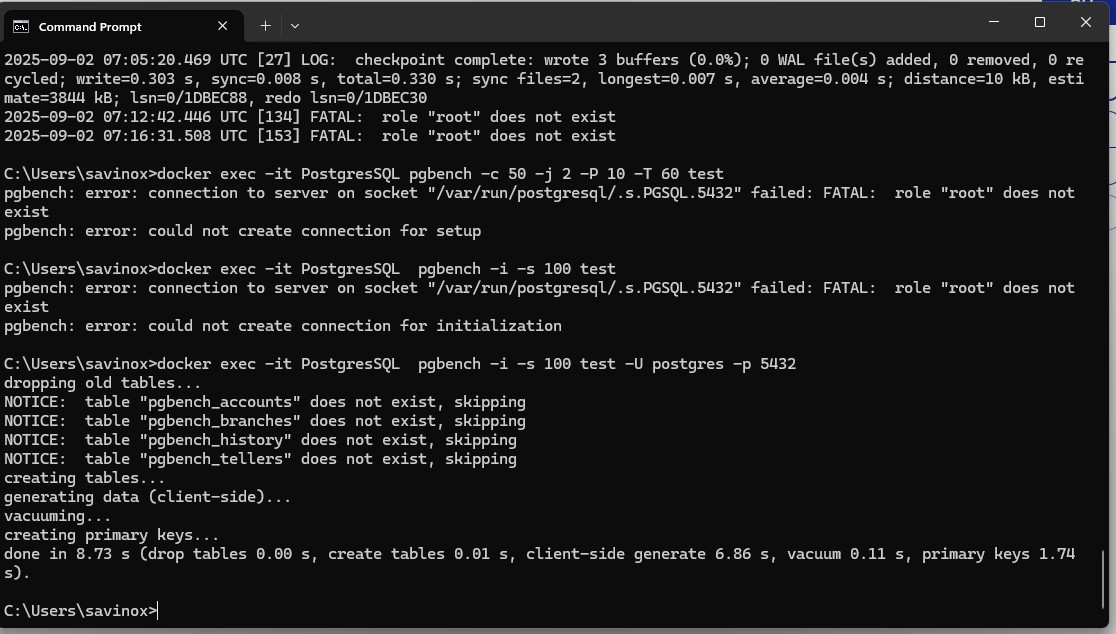 Command Prompt
2025-09-02 07:05:20.469 UTC [27] LOG:  checkpoint complete: wrote 3 buffers (0.0%); 0 WAL file(s) added, 0 removed, 0 re
cycled; write=0.303 s, sync=0.008 s, total=0.330 s; sync files=2, longest=0.007 s, average=0.004 s; distance=10 kB, esti
mate=3844 kB; lsn=0/1DBEC88, redo lsn=0/1DBEC30
2025-09-02 07:12:42.446 UTC [134] FATAL:  role "root" does not exist
2025-09-02 07:16:31.508 UTC [153] FATAL:  role "root" does not exist
C:\Users\savinox>docker exec -it PostgresSQL pgbench -c 50 -j 2 -P 10 -T 60 test
pgbench: error: connection to server on socket "/var/run/postgresql/.s.PGSQL.5432" failed: FATAL:  role "root" does not
exist
pgbench: error: could not create connection for setup
C:\Users\savinox>docker exec -it PostgresSQL  pgbench -i -s 100 test
pgbench: error: connection to server on socket "/var/run/postgresql/.s.PGSQL.5432" failed: FATAL:  role "root" does not
exist
pgbench: error: could not create connection for initialization
C:\Users\savinox>docker exec -it PostgresSQL  pgbench -i -s 100 test -U postgres -p 5432
dropping old tables...
NOTICE:  table "pgbench_accounts" does not exist, skipping
NOTICE:  table "pgbench_branches" does not exist, skipping
NOTICE:  table "pgbench_history" does not exist, skipping
NOTICE:  table "pgbench_tellers" does not exist, skipping
creating tables...
generating data (client-side)...
vacuuming...
creating primary keys...
done in 8.73 s (drop tables 0.00 s, create tables 0.01 s, client-side generate 6.86 s, vacuum 0.11 s, primary keys 1.74
s).
C:\Users\savinox>